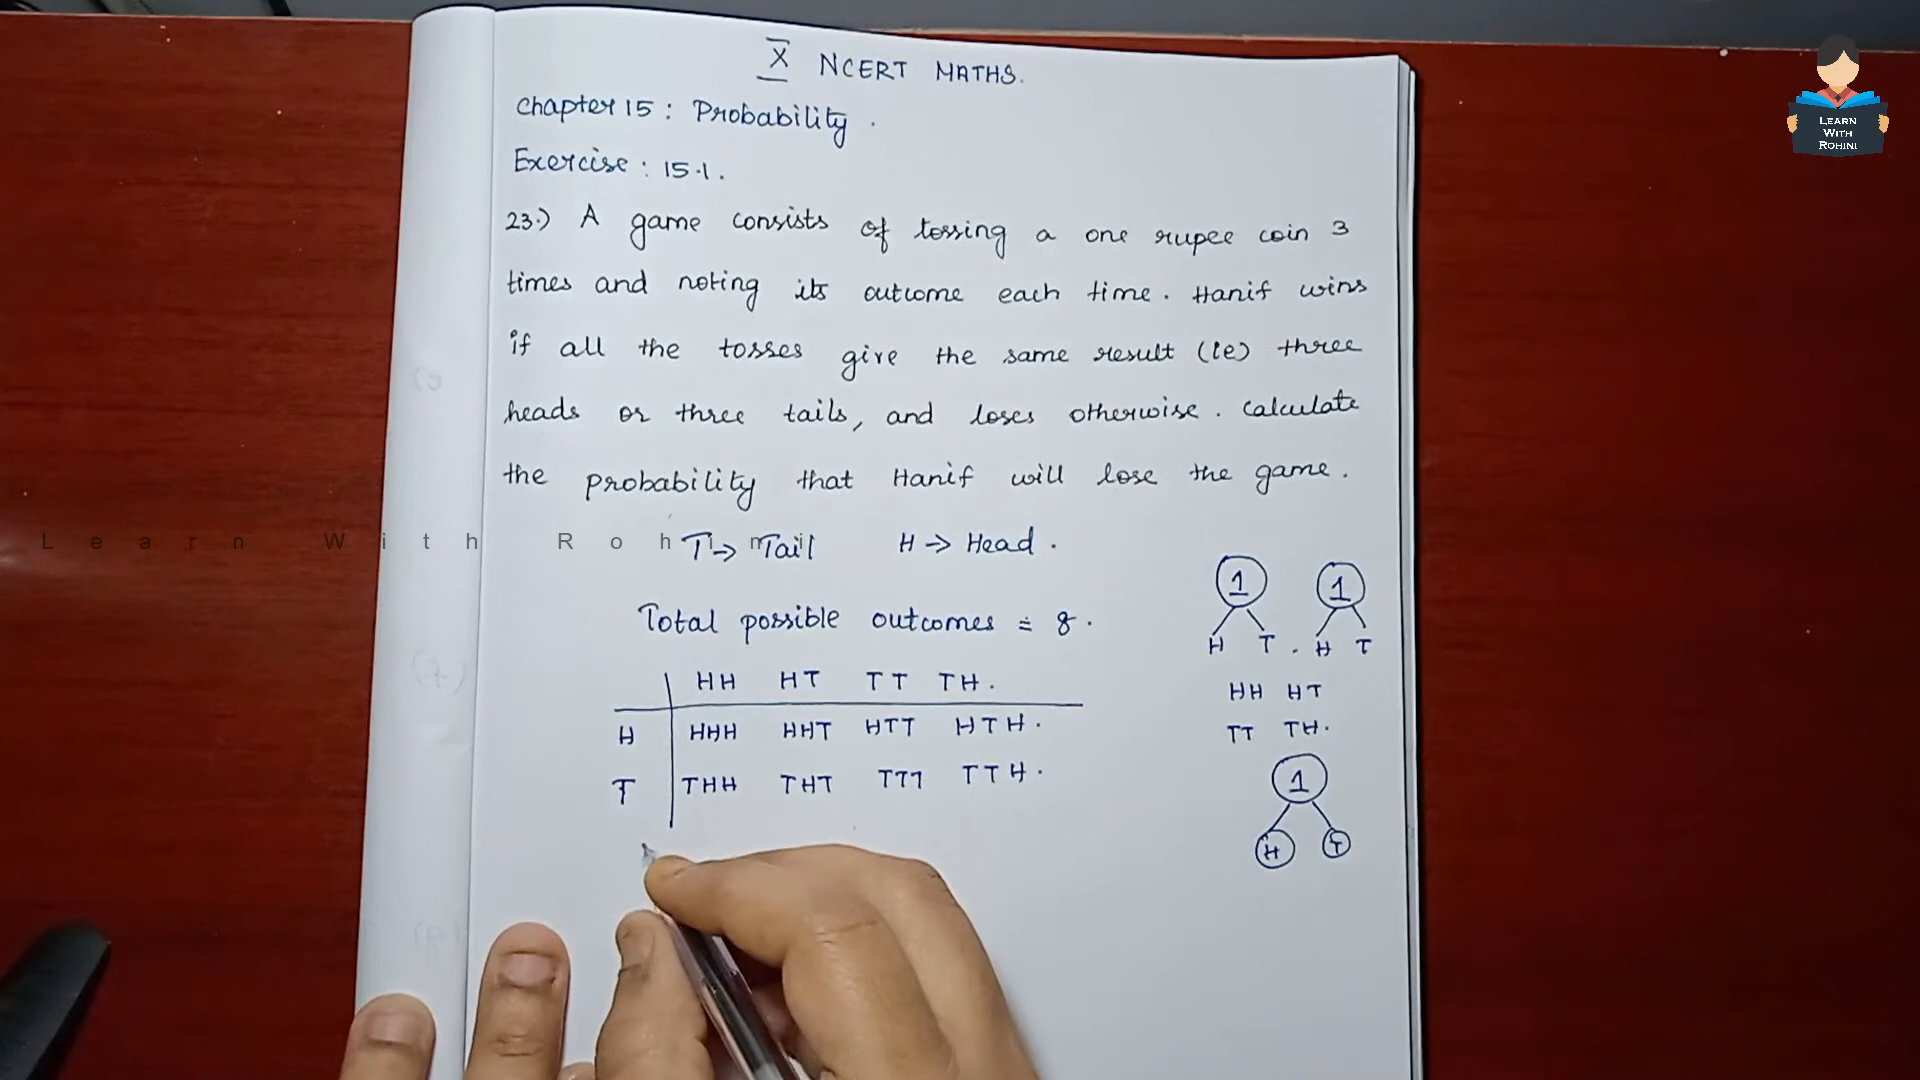 X NCERT MATHS.
Chapter 15 : Probability .
Exercise : 15.1.
23.) A game consists of tossing a one rupee coin 3
times and noting its outcome each time. Hanif wins
if all the tosses give the same result (ie) three
heads or three tails, and loses otherwise. Calculate
the probability that Hanif will lose the game.
T → Tail H → Head .
Total possible outcomes = 8.
HH HT TT TH.
H HHH HHT HTT HTH.
T THH THT TTT TTH.
1 1
H T . H T
HH HT
TT TH.
1
H T
LEARN
WITH
ROHINI
Learn With Rohini